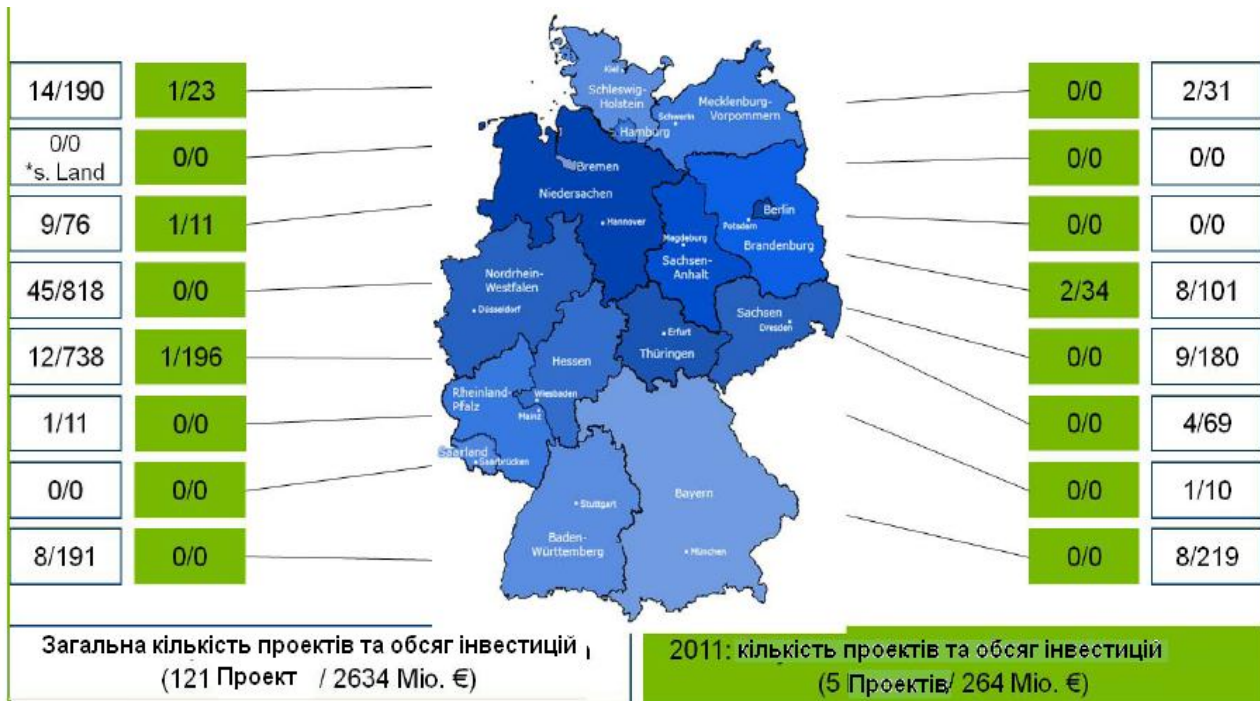 14/190 1/23
0/0
*s. Land 0/0
9/76 1/11
45/818 0/0
12/738 1/196
1/11 0/0
0/0 0/0
8/191 0/0
Kiel
Schleswig-
Holstein
Mecklenburg-
Vorpommern
Schwerin
Hamburg
Bremen
Niedersachen
Hannover
Berlin
Potsdam
Brandenburg
Magdeburg
Sachsen-
Anhalt
Nordrhein-
Westfalen
Düsseldorf
Sachsen
Dresden
Erfurt
Thüringen
Hessen
Wiesbaden
Rheinland-
Pfalz
Mainz
Saarland
Saarbrücken
Stuttgart
Baden-
Württemberg
Bayern
München
0/0 2/31
0/0 0/0
0/0 0/0
2/34 8/101
0/0 9/180
0/0 4/69
0/0 1/10
0/0 8/219
Загальна кількість проектів та обсяг інвестицій
(121 Проект / 2634 Mio. €)
2011: кількість проектів та обсяг інвестицій
(5 Проектів/ 264 Mio. €)